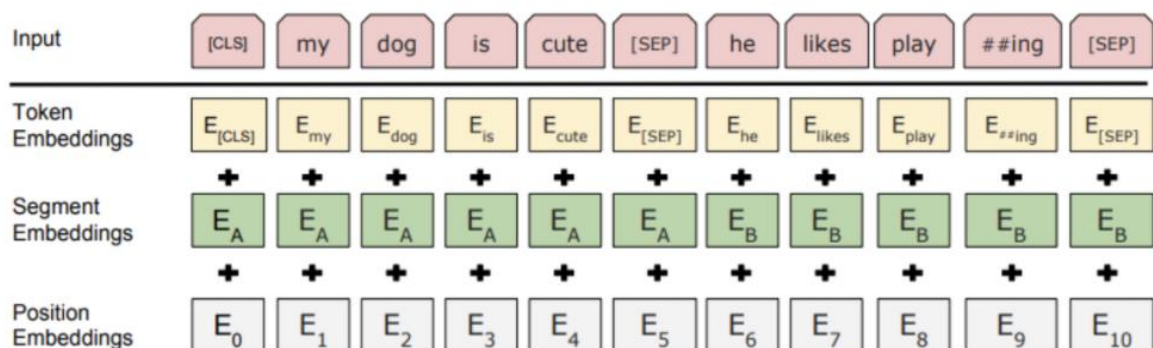 Input [CLS] my dog is cute [SEP] he likes play ##ing [SEP]
Token
Embeddings E[CLS] Emy Edog Eis Ecute E[SEP] Ehe Elikes Eplay E##ing E[SEP]
+ + + + + + + + + + +
Segment
Embeddings EA EA EA EA EA EA EB EB EB EB EB
+ + + + + + + + + + +
Position
Embeddings E0 E1 E2 E3 E4 E5 E6 E7 E8 E9 E10